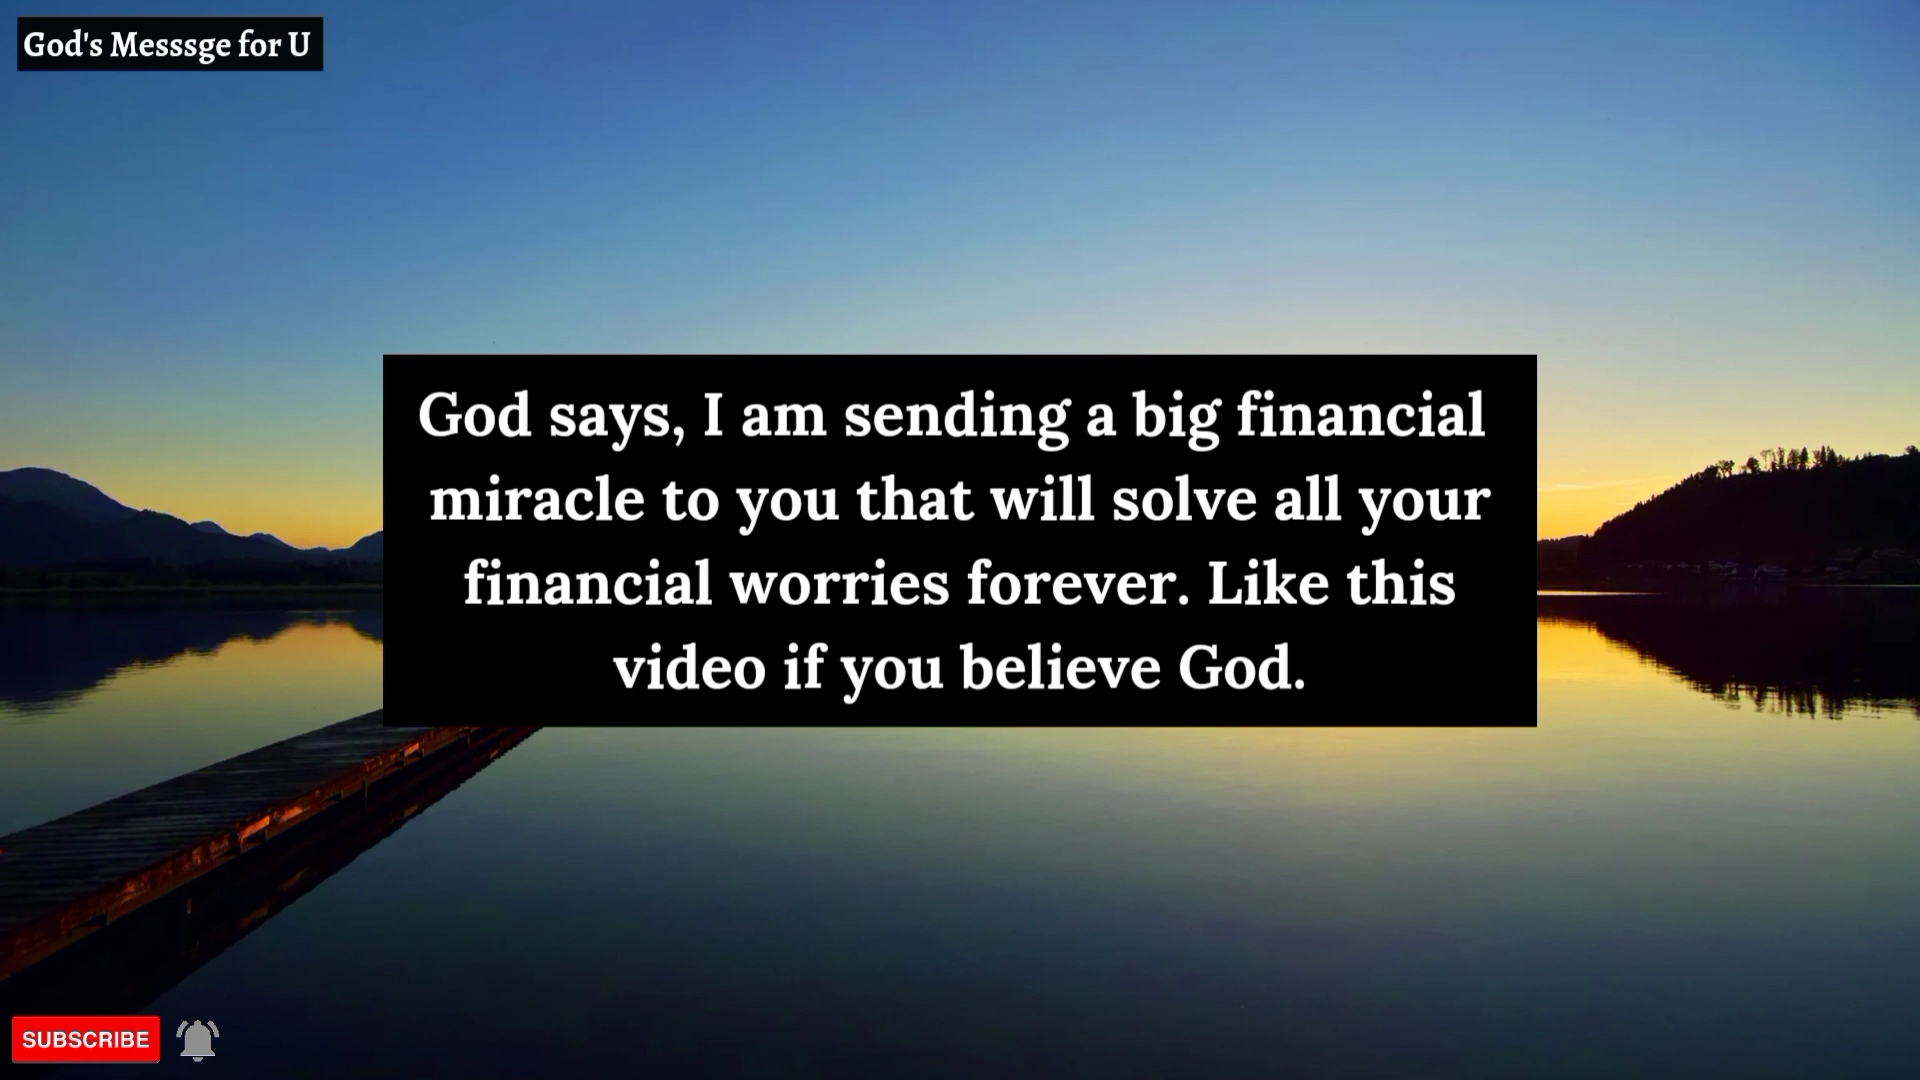 God's Messsge for U
God says, I am sending a big financial
miracle to you that will solve all your
financial worries forever. Like this
video if you believe God.
SUBSCRIBE